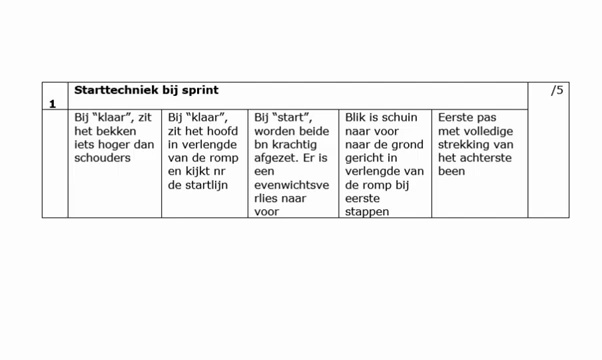 1
Starttechniek bij sprint
/5
Bij “klaar”, zit
het bekken
iets hoger dan
schouders
Bij “klaar”,
zit het hoofd
in verlengde
van de romp
en kijkt nr
de startlijn
Bij “start”,
worden beide
bn krachtig
afgezet. Er is
een
evenwichtsve
rlies naar
voor
Blik is schuin
naar voor
naar de grond
gericht in
verlengde van
de romp bij
eerste
stappen
Eerste pas
met volledige
strekking van
het achterste
been